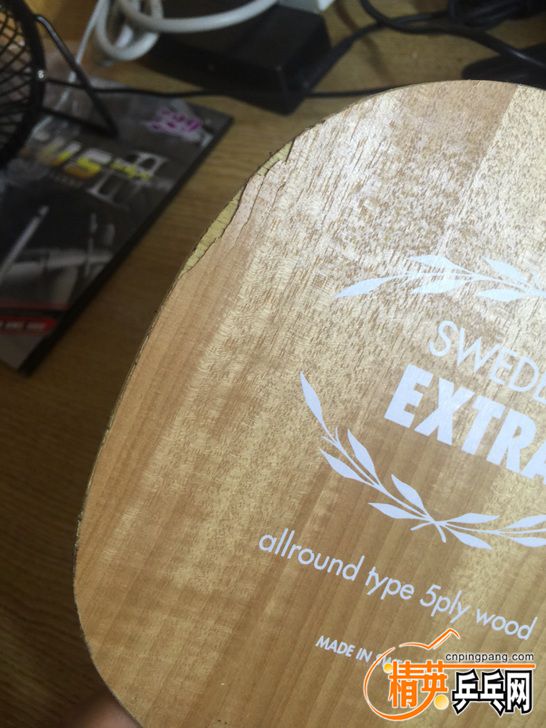 SWEDE
EXTRA
allround type 5ply wood
MADE IN
cnpingpang.com
精英乒乓网